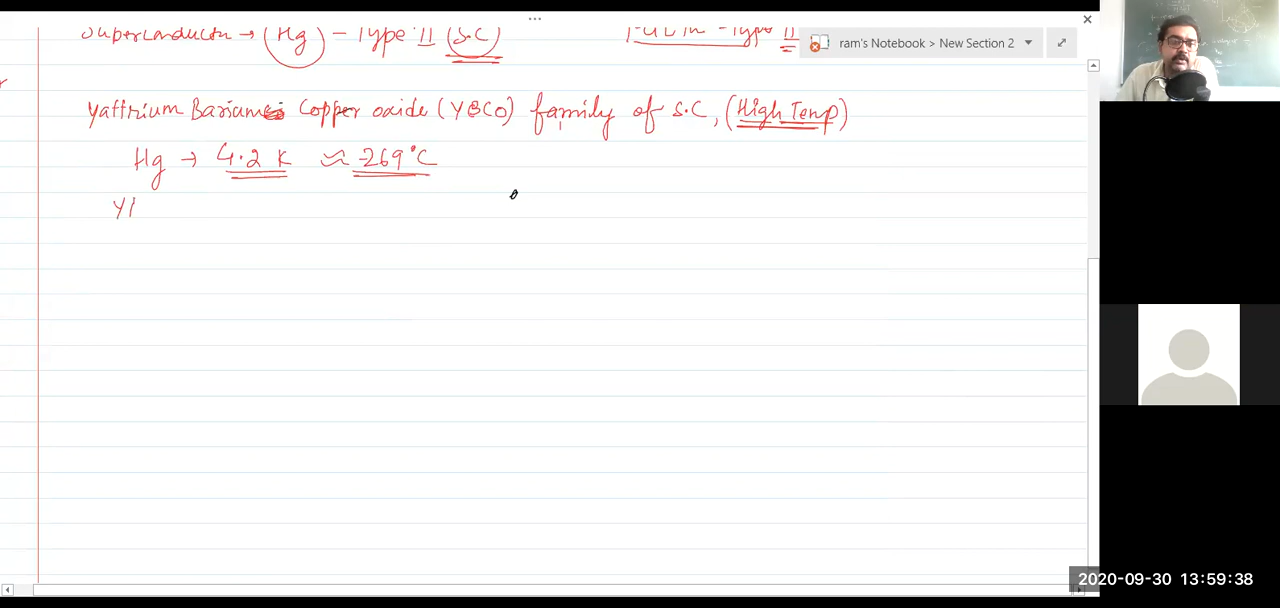 Superconductor → (Hg) - Type II (S.C)
ram's Notebook > New Section 2
Yattrium Barium Copper oxide (YBCO) family of S.C, (High Temp)
Hg → 4.2 K ≈ -269°C
2020-09-30 13:59:38